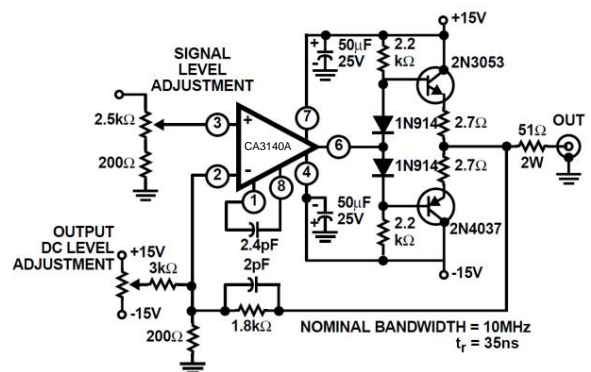 +15V
SIGNAL
LEVEL
ADJUSTMENT
+
-
50μF
25V
2.2
kΩ
2N3053
2.5kΩ
3
+
7
CA3140A
6
1N914
2.7Ω
51Ω
OUT
2W
200Ω
2
-
4
1
8
1N914
2.7Ω
-
+
50μF
25V
2.2
kΩ
2N4037
2.4pF
OUTPUT
DC LEVEL
ADJUSTMENT
+15V
3kΩ
-15V
2pF
-15V
1.8kΩ
200Ω
NOMINAL BANDWIDTH = 10MHz
tr = 35ns